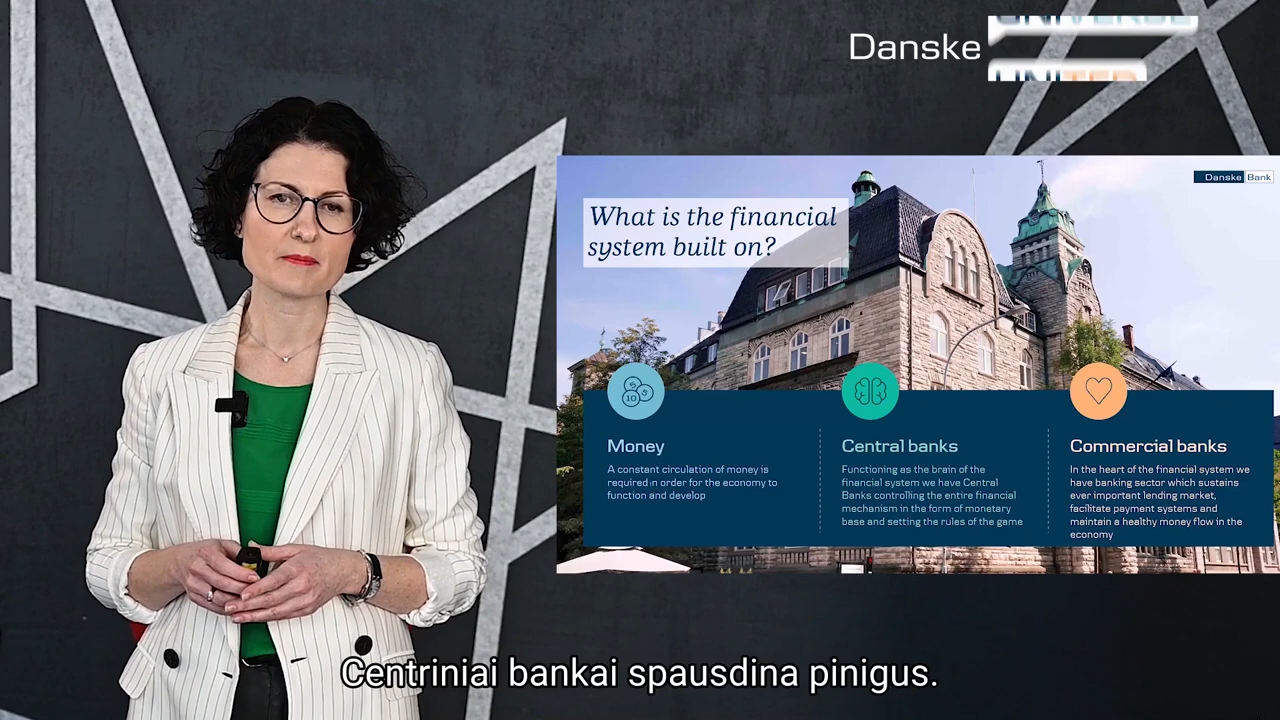 Danske
Danske Bank
What is the financial
system built on?
10
Money
A constant circulation of money is
required in order for the economy to
function and develop
Central banks
Functioning as the brain of the
financial system we have Central
Banks controlling the entire financial
mechanism in the form of monetary
base and setting the rules of the game
Commercial banks
In the heart of the financial system we
have banking sector which sustains
ever important lending market,
facilitate payment systems and
maintain a healthy money flow in the
economy
Centriniai bankai spausdina pinigus.